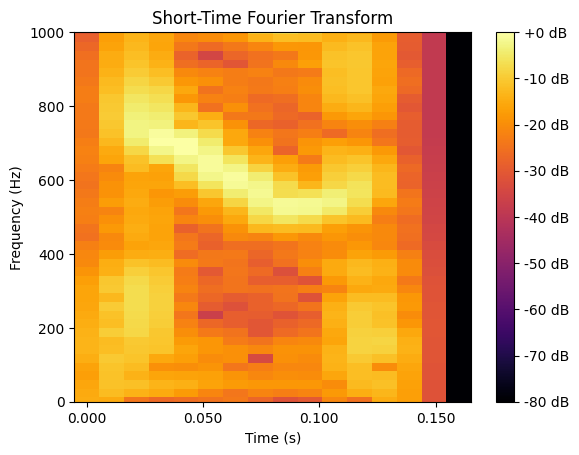 Short-Time Fourier Transform
1000
800
600
400
200
0
Frequency (Hz)
0.000
0.050
0.100
0.150
Time (s)
+0 dB
-10 dB
-20 dB
-30 dB
-40 dB
-50 dB
-60 dB
-70 dB
-80 dB